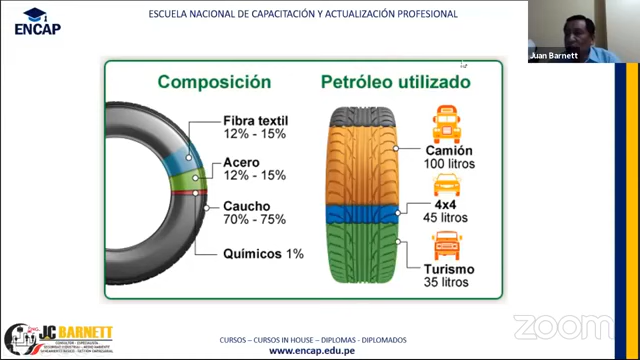 ENCAP
ESCUELA NACIONAL DE CAPACITACIÓN Y ACTUALIZACIÓN PROFESIONAL
Juan Barnett
Composición
Fibra textil
12% - 15%
Acero
12% - 15%
Caucho
70% - 75%
Químicos 1%
Petróleo utilizado
Camión
100 litros
4x4
45 litros
Turismo
35 litros
JC BARNETT
CURSOS – CURSOS IN HOUSE – DIPLOMAS - DIPLOMADOS
www.encap.edu.pe
zoom